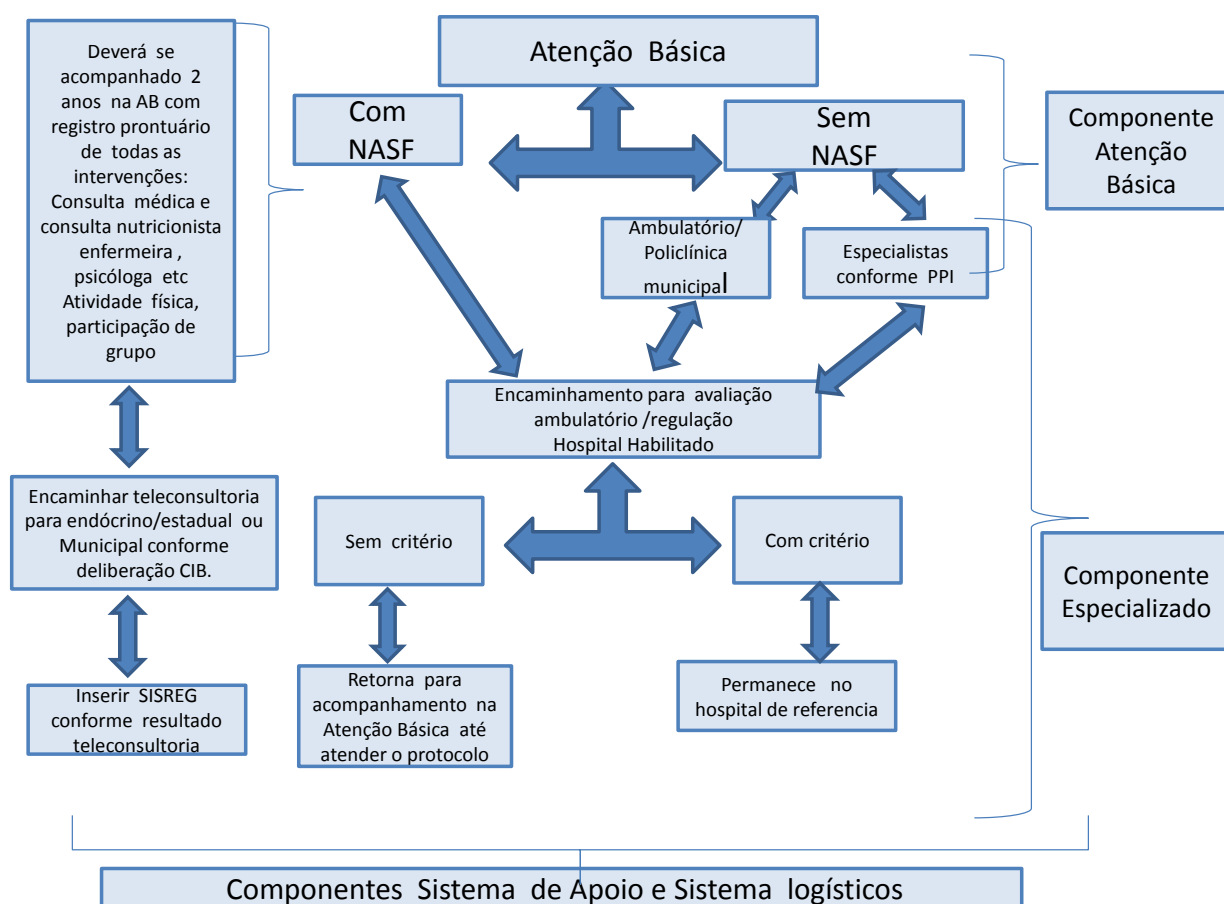 Deverá se
acompanhado 2
anos na AB com
registro prontuário
de todas as
intervenções:
Consulta médica e
consulta nutricionista
enfermeira ,
psicóloga etc
Atividade física,
participação de
grupo
Atenção Básica
Com
NASF
Sem
NASF
Componente
Atenção
Básica
Ambulatório/
Policlínica
municipal
Especialistas
conforme PPI
Encaminhamento para avaliação
ambulatório /regulação
Hospital Habilitado
Encaminhar teleconsultoria
para endócrino/estadual ou
Municipal conforme
deliberação CIB.
Sem critério
Com critério
Componente
Especializado
Inserir SISREG
conforme resultado
teleconsultoria
Retorna para
acompanhamento na
Atenção Básica até
atender o protocolo
Permanece no
hospital de referencia
Componentes Sistema de Apoio e Sistema logísticos